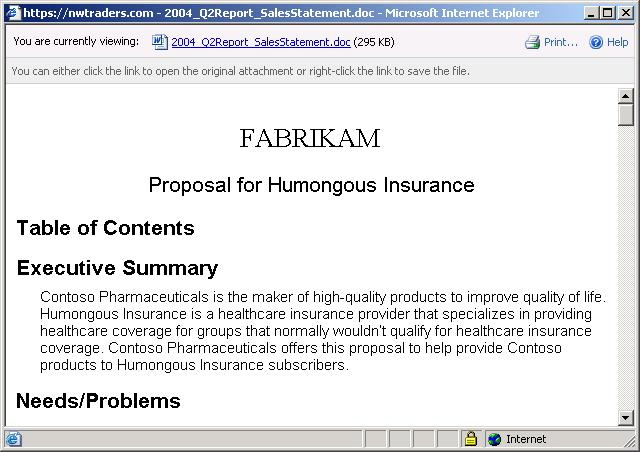 https://nwtraders.com - 2004_Q2Report_SalesStatement.doc - Microsoft Internet Explorer
You are currently viewing: 2004_Q2Report_SalesStatement.doc (295 KB) Print... Help
You can either click the link to open the original attachment or right-click the link to save the file.
FABRIKAM
Proposal for Humongous Insurance
Table of Contents
Executive Summary
Contoso Pharmaceuticals is the maker of high-quality products to improve quality of life.
Humongous Insurance is a healthcare insurance provider that specializes in providing
healthcare coverage for groups that normally wouldn't qualify for healthcare insurance
coverage. Contoso Pharmaceuticals offers this proposal to help provide Contoso
products to Humongous Insurance subscribers.
Needs/Problems
Internet